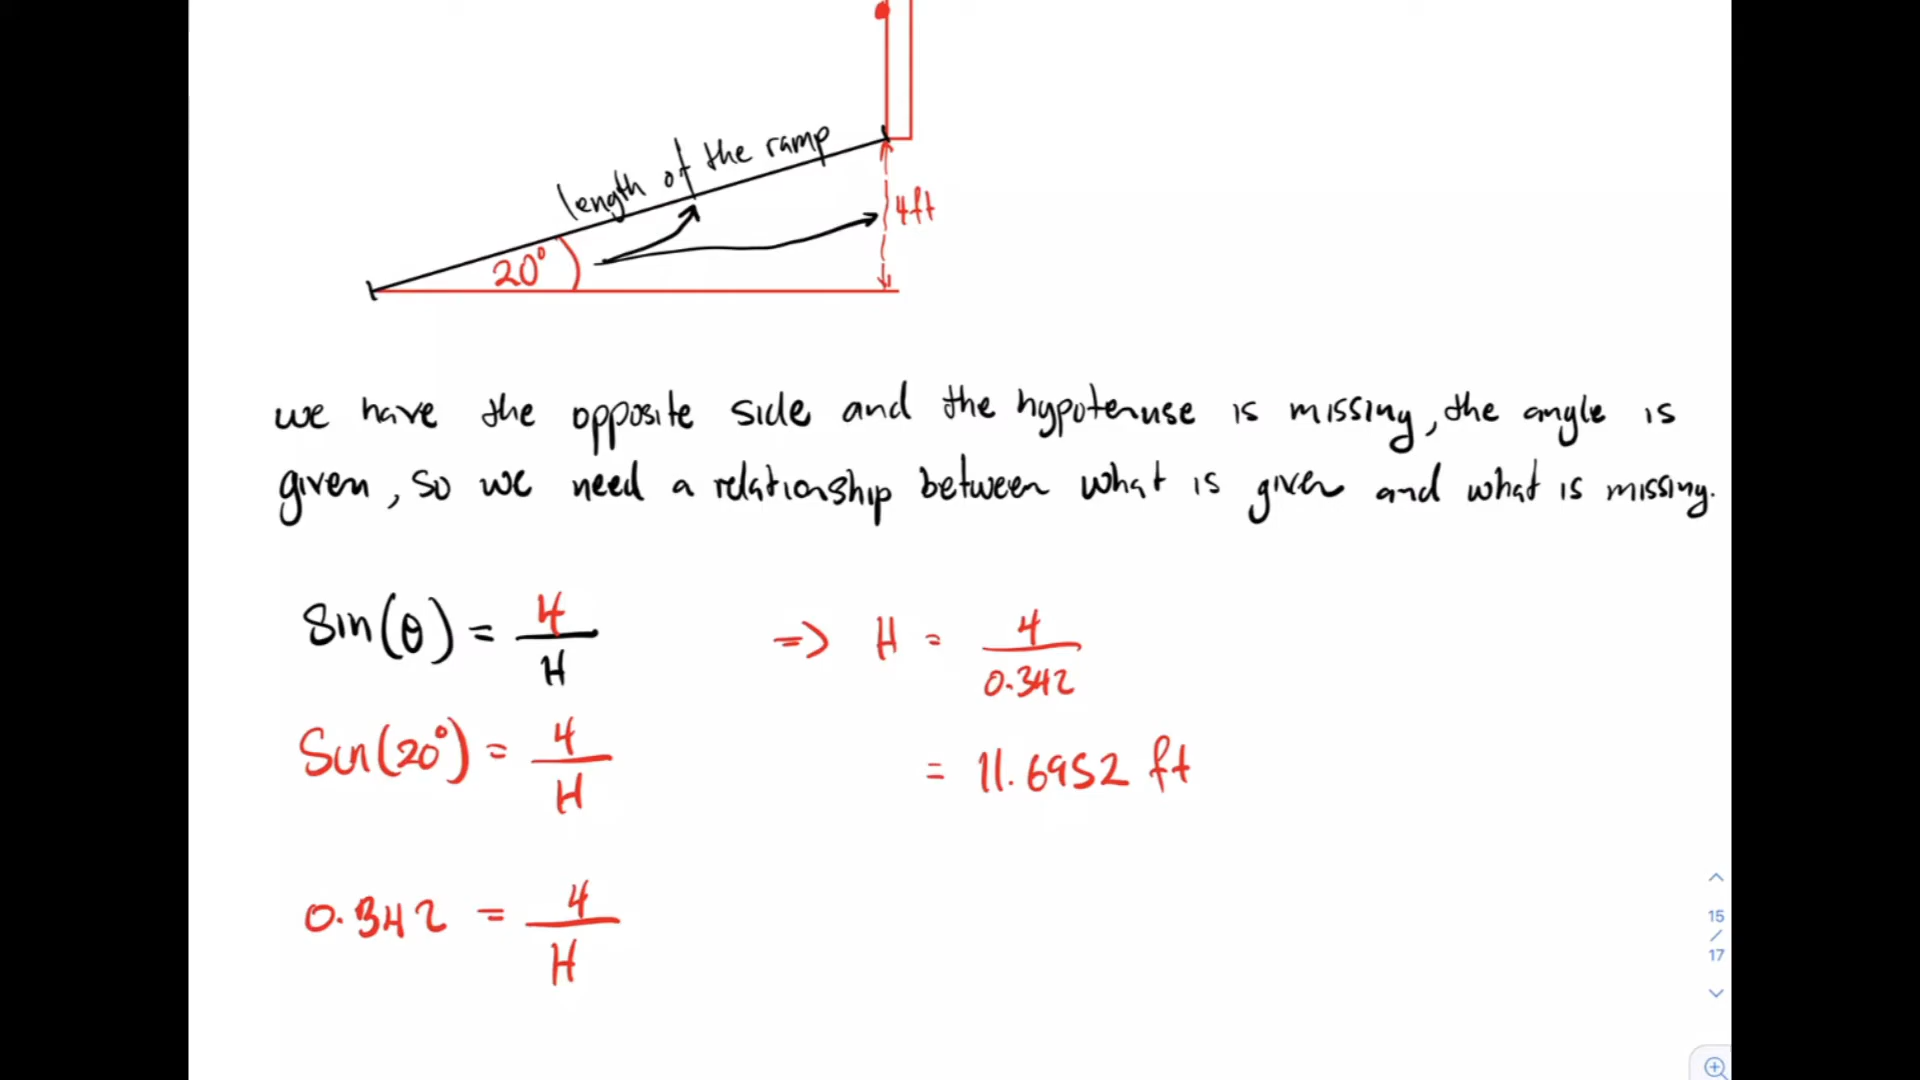 length of the ramp
4ft
20°
we have the opposite side and the hypotenuse is missing, the angle is
given, so we need a relationship between what is given and what is missing.
Sin(θ) = 4/H
=> H = 4/0.342
Sin(20°) = 4/H
= 11.6952 ft
0.342 = 4/H
15
/
17